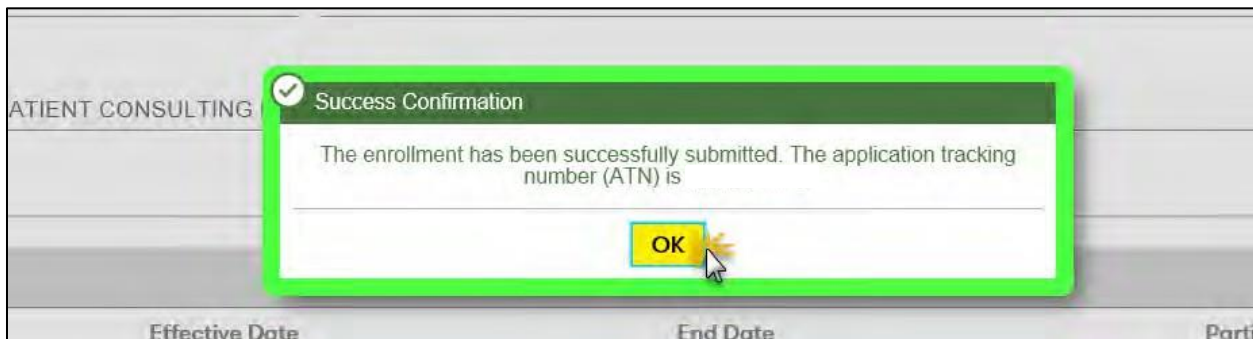 ATIENT CONSULTING
Success Confirmation
The enrollment has been successfully submitted. The application tracking
number (ATN) is
OK
Effective Date
End Date
Parti